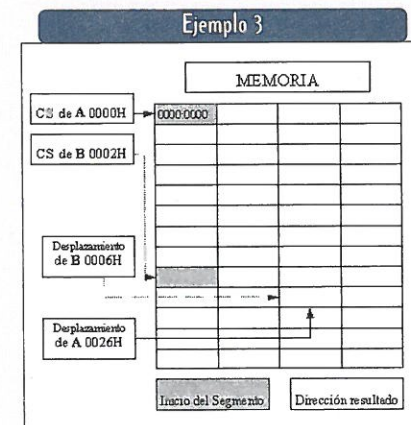 Ejemplo 3
MEMORIA
CS de A 0000H
0000:0000
CS de B 0002H
Desplazamiento
de B 0006H
Desplazamiento
de A 0026H
Inicio del Segmento
Dirección resultado